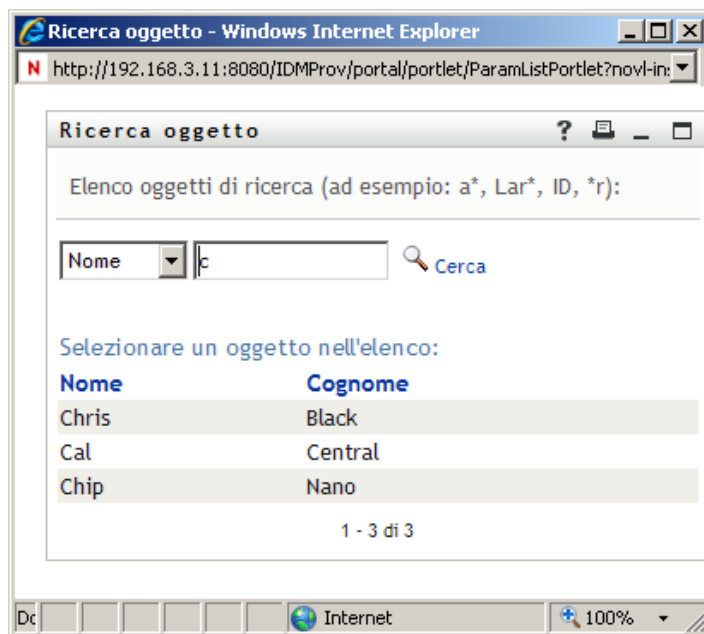 Ricerca oggetto - Windows Internet Explorer
N http://192.168.3.11:8080/IDMProv/portal/portlet/ParamListPortlet?novl-in:
Ricerca oggetto ?
Elenco oggetti di ricerca (ad esempio: a*, Lar*, ID, *r):
Nome c Cerca
Selezionare un oggetto nell'elenco:
Nome Cognome
Chris Black
Cal Central
Chip Nano
1 - 3 di 3
Dc Internet 100%